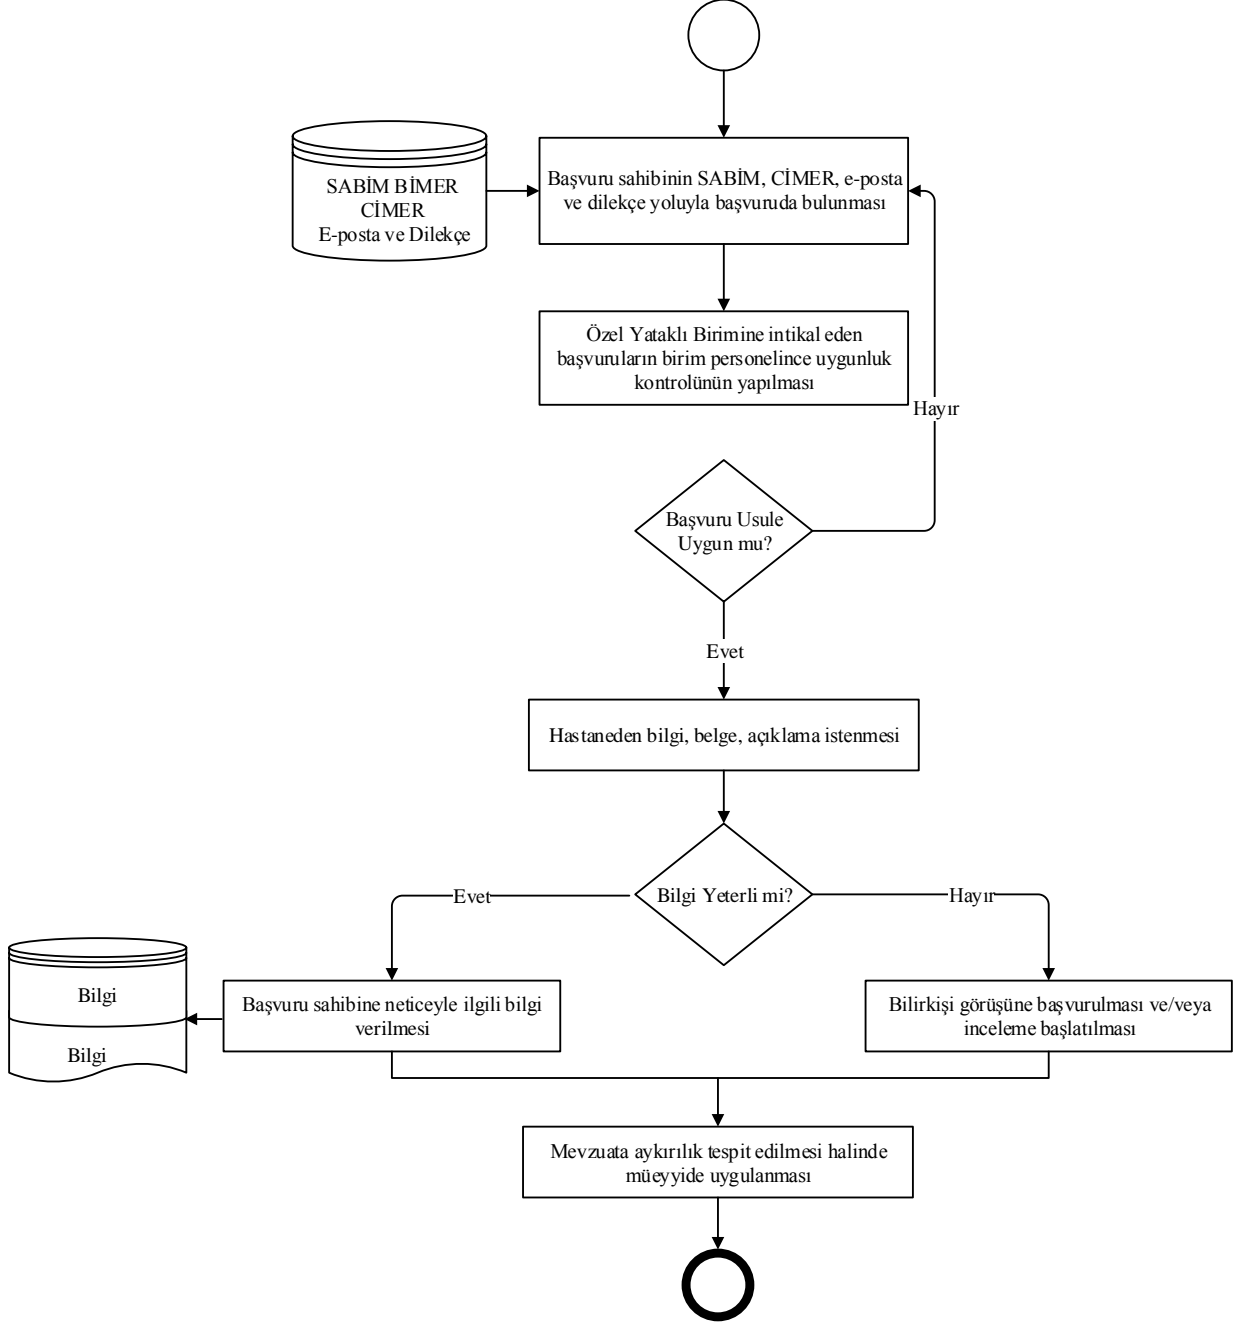 SABİM BİMER
CİMER
E-posta ve Dilekçe
Başvuru sahibinin SABİM, CİMER, e-posta
ve dilekçe yoluyla başvuruda bulunması
Özel Yataklı Birimine intikal eden
başvuruların birim personelince uygunluk
kontrolünün yapılması
Hayır
Başvuru Usule
Uygun mu?
Evet
Hastaneden bilgi, belge, açıklama istenmesi
Evet
Bilgi Yeterli mi?
Hayır
Bilgi
Bilgi
Başvuru sahibine neticeyle ilgili bilgi
verilmesi
Bilirkişi görüşüne başvurulması ve/veya
inceleme başlatılması
Mevzuata aykırılık tespit edilmesi halinde
müeyyide uygulanması